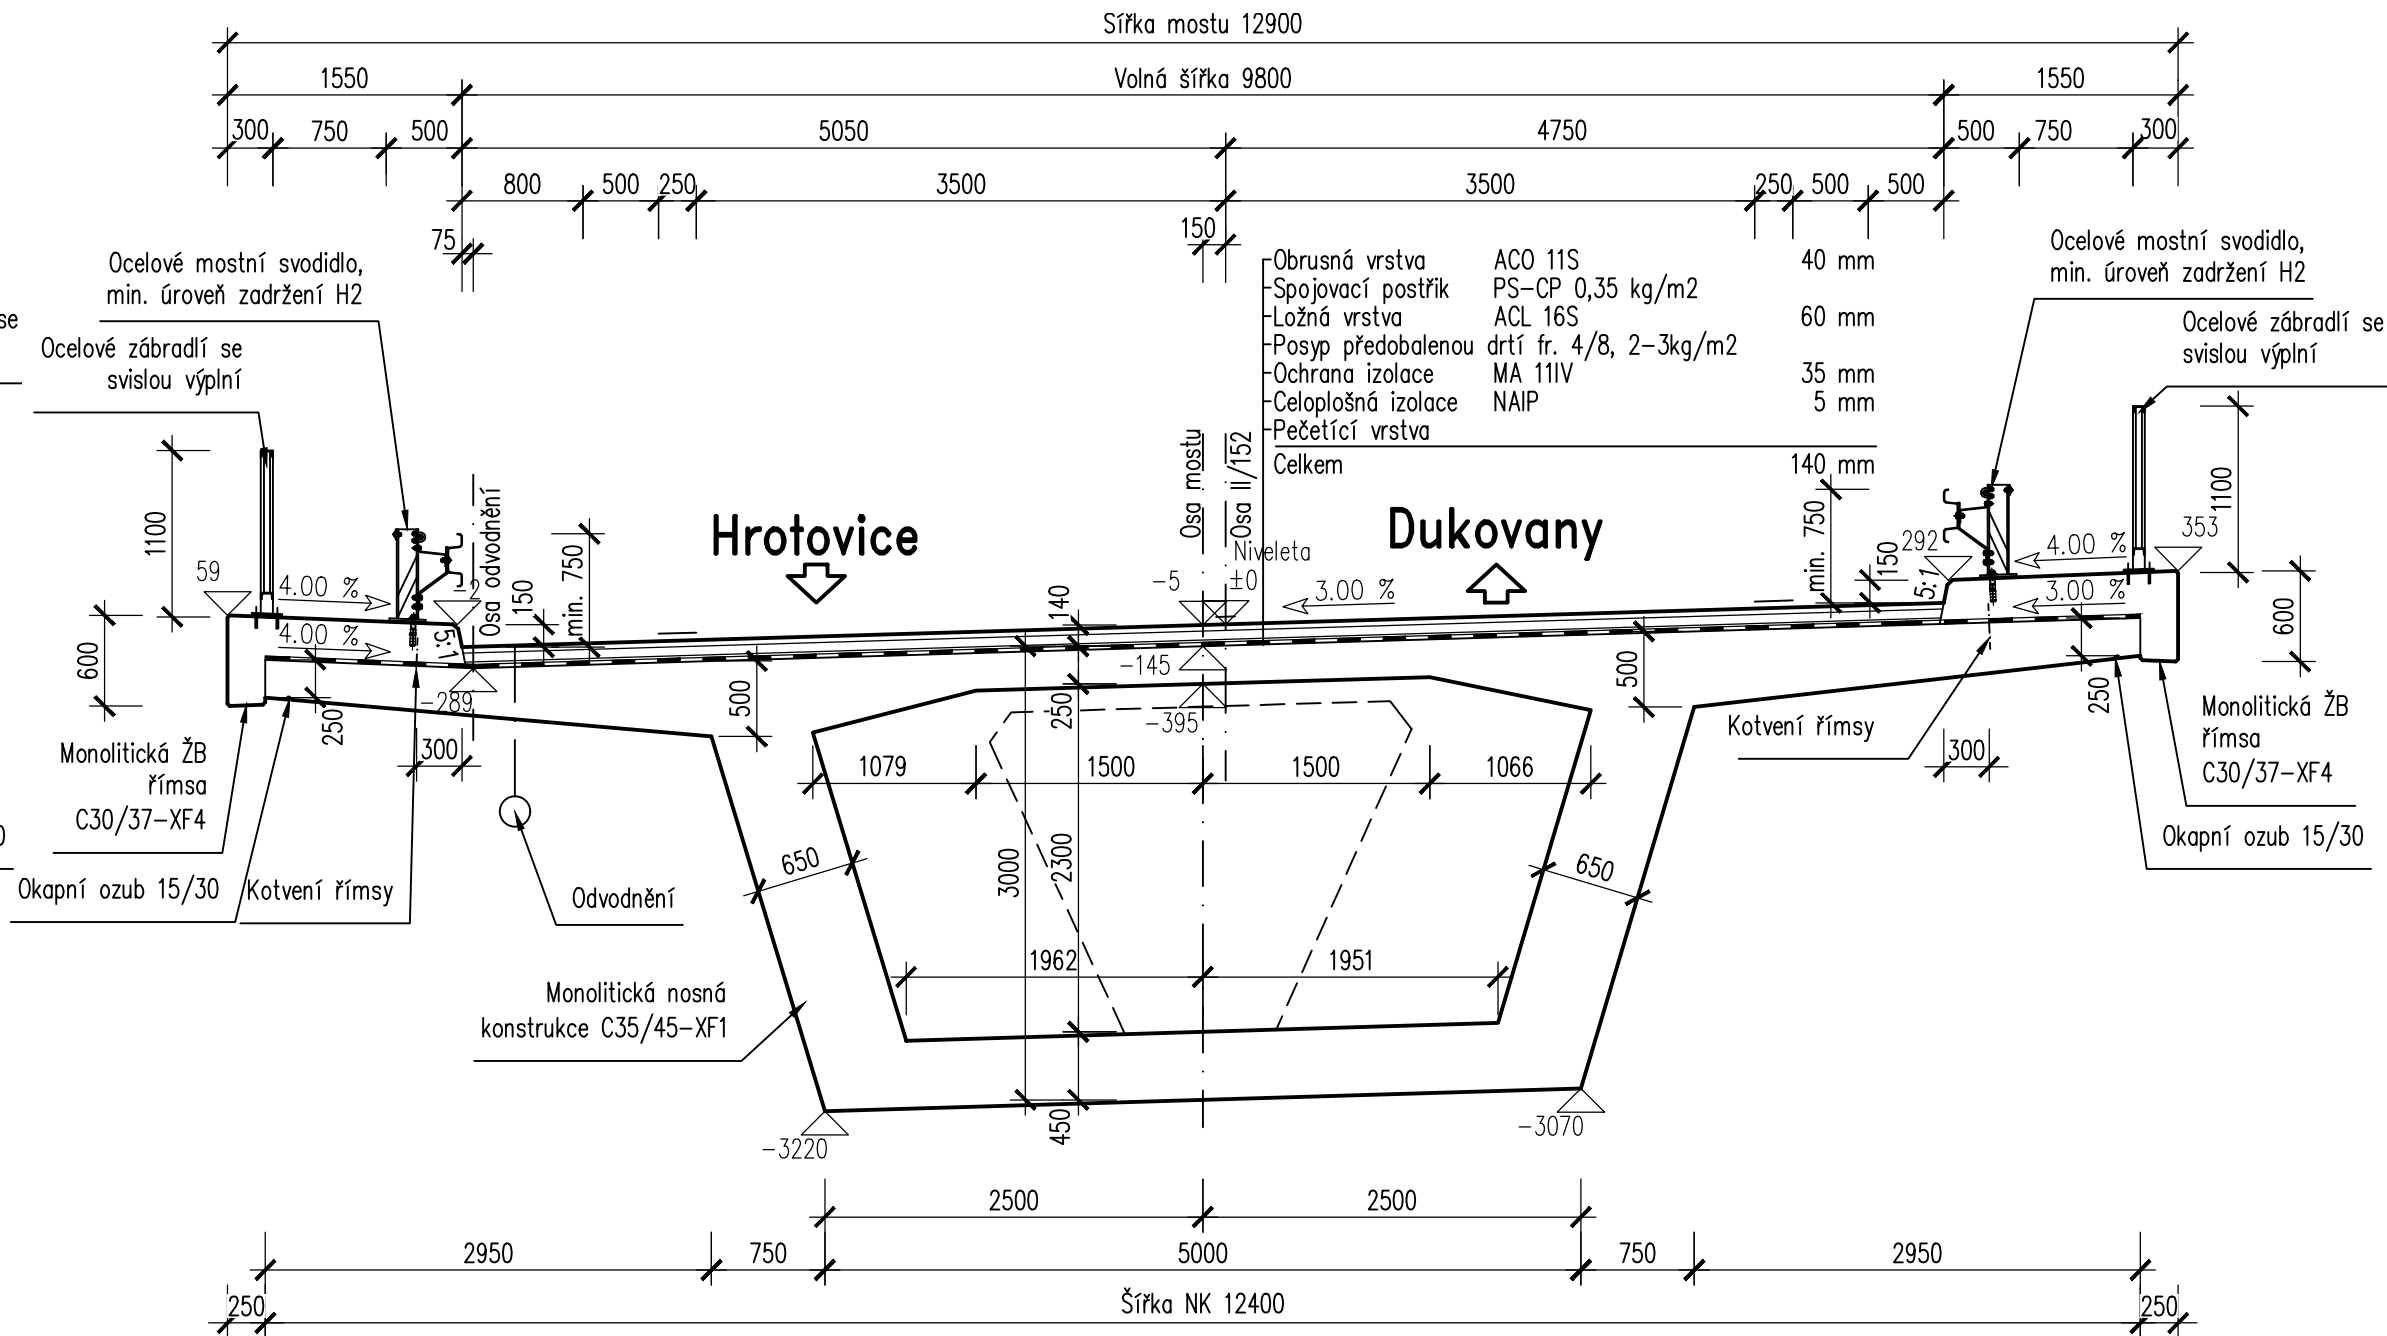 Sířka mostu 12900
1550
Volná šířka 9800
1550
300 750 500 5050 4750 500 750 300
800 500 250 3500 3500 250 500 500
75
150
Ocelové mostní svodidlo,
min. úroveň zadržení H2
se
Ocelové zábradlí se
svislou výplní
Obrusná vrstva ACO 11S 40 mm
Spojovací postřik PS-CP 0,35 kg/m2
Ložná vrstva ACL 16S 60 mm
Posyp předobalenou drtí fr. 4/8, 2-3kg/m2
Ochrana izolace MA 11IV 35 mm
Celoplošná izolace NAIP 5 mm
Pečetící vrstva
Celkem 140 mm
Ocelové mostní svodidlo,
min. úroveň zadržení H2
Ocelové zábradlí se
svislou výplní
Osa mostu
Osa II/152
Osa odvodnění
Hrotovice
Dukovany
Niveleta
±0
-5
1100
59
4.00 %
4.00 %
-2
5:1
150
min. 750
140
3.00 %
min. 750
150
292
5:1
4.00 %
3.00 %
353
1100
600
250
-289
300
500
-145
250
-395
500
Kotvení římsy
300
250
600
Monolitická ŽB
římsa
C30/37-XF4
Monolitická ŽB
římsa
C30/37-XF4
1079 1500 1500 1066
0
Okapní ozub 15/30
Kotvení římsy
Odvodnění
650
3000
2300
650
Okapní ozub 15/30
1962 1951
Monolitická nosná
konstrukce C35/45-XF1
450
-3220
-3070
2500 2500
2950 750 5000 750 2950
250
Šířka NK 12400
250